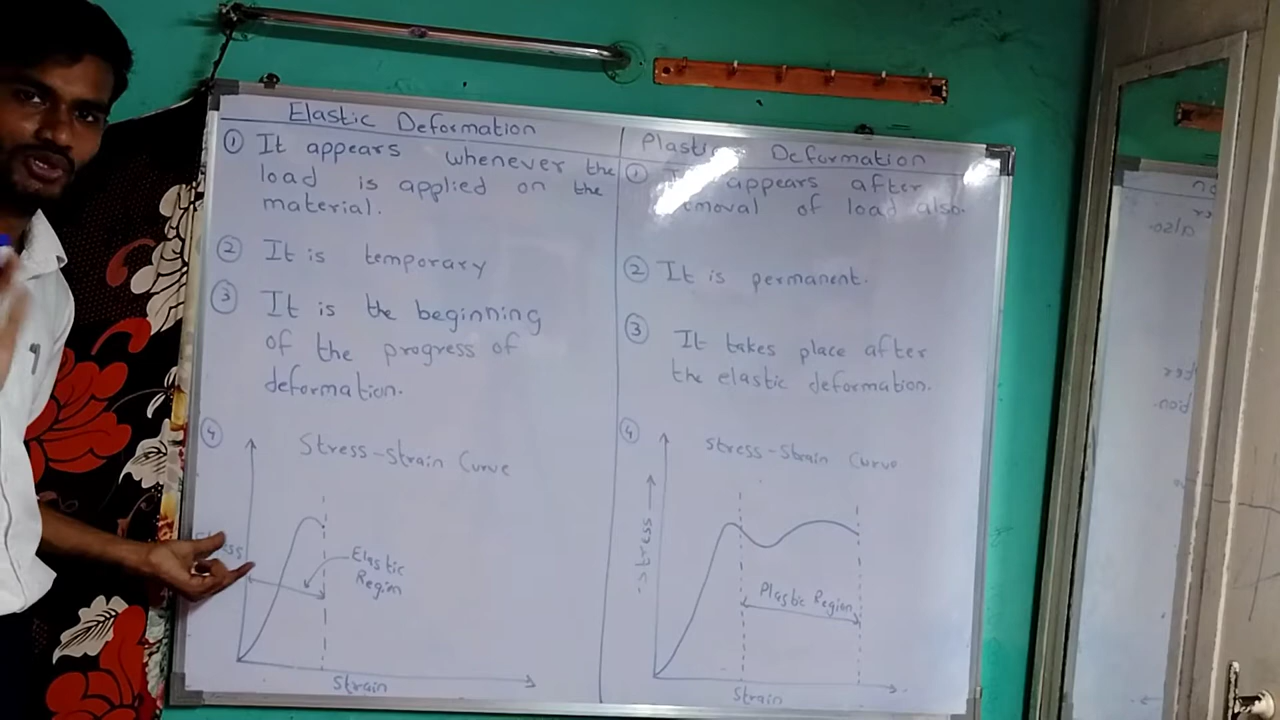 Elastic Deformation
① It appears whenever the
load is applied on the
material.
② It is temporary
③ It is the beginning
of the progress of
deformation.
④
Stress-Strain Curve
Elastic
Region
Strain
Plastic Deformation
① appears after
removal of load also.
② It is permanent.
③ It takes place after
the elastic deformation.
④
Stress-Strain Curve
Stress
Plastic Region
Strain